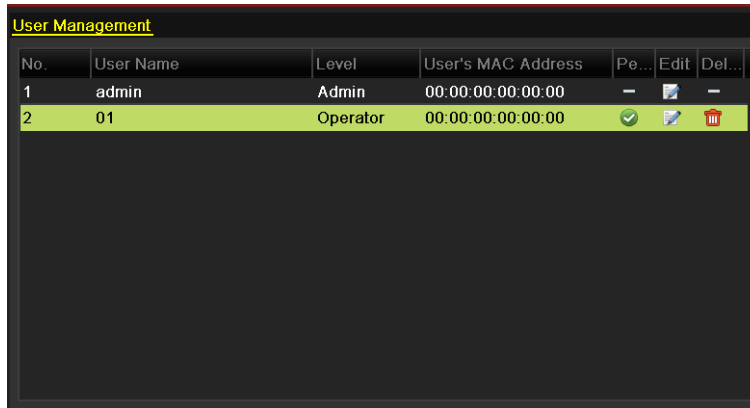 User Management
No. User Name Level User's MAC Address Pe... Edit Del...
1 admin Admin 00:00:00:00:00:00 – –
2 01 Operator 00:00:00:00:00:00